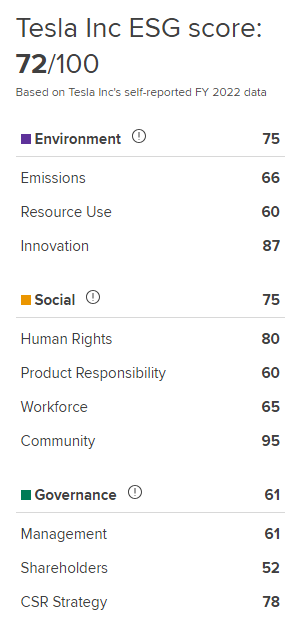 Tesla Inc ESG score:
72/100
Based on Tesla Inc's self-reported FY 2022 data
Environment 75
Emissions 66
Resource Use 60
Innovation 87
Social 75
Human Rights 80
Product Responsibility 60
Workforce 65
Community 95
Governance 61
Management 61
Shareholders 52
CSR Strategy 78